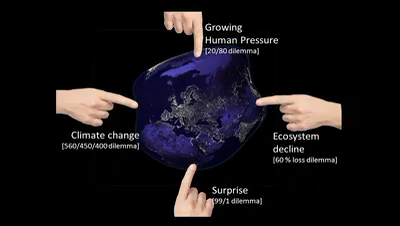 Growing
Human Pressure
[20/80 dilemma]
Climate change
[560/450/400 dilemma]
Ecosystem
decline
[60 % loss dilemma]
Surprise
[99/1 dilemma]